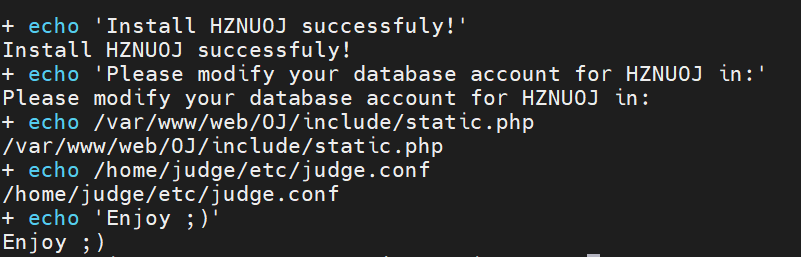 + echo 'Install HZNUOJ successfuly!'
Install HZNUOJ successfuly!
+ echo 'Please modify your database account for HZNUOJ in:'
Please modify your database account for HZNUOJ in:
+ echo /var/www/web/OJ/include/static.php
/var/www/web/OJ/include/static.php
+ echo /home/judge/etc/judge.conf
/home/judge/etc/judge.conf
+ echo 'Enjoy ;)'
Enjoy ;)